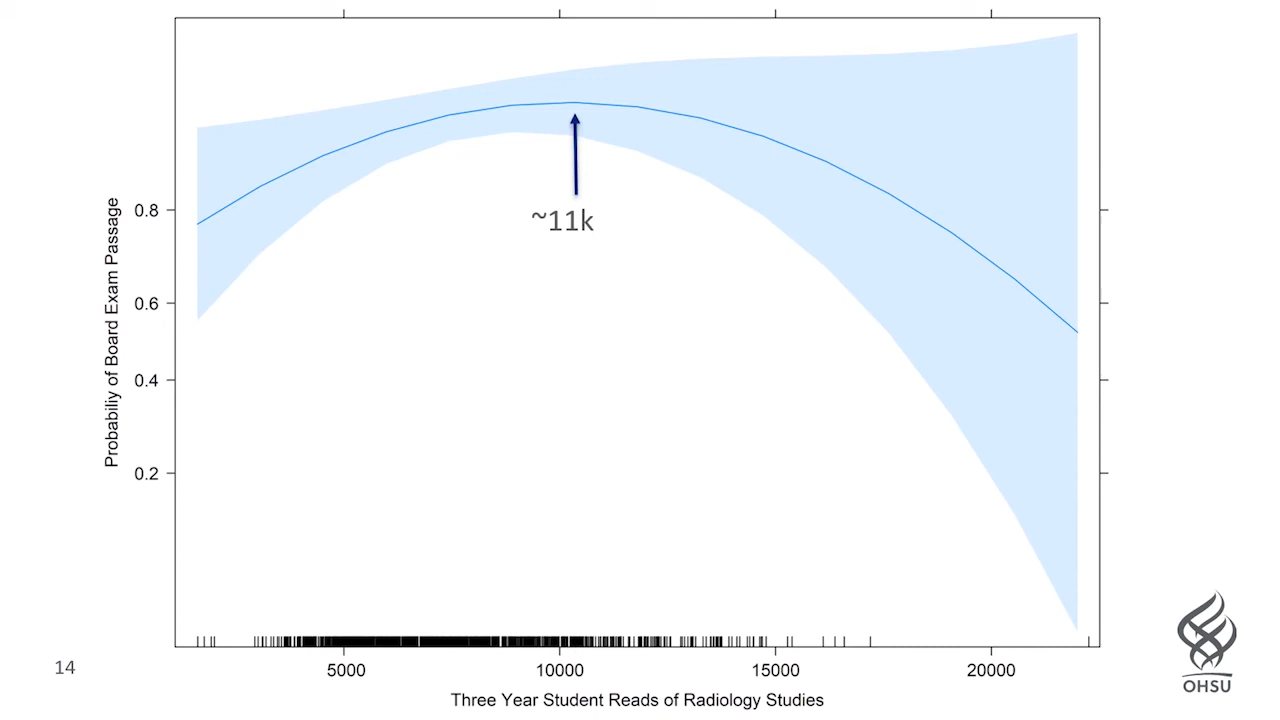 0.8
0.6
0.4
0.2
Probabiliy of Board Exam Passage
~11k
5000
10000
15000
20000
Three Year Student Reads of Radiology Studies
14
OHSU